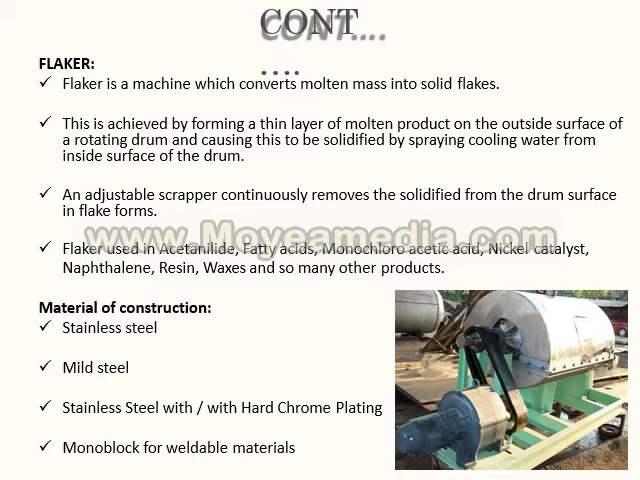 CONT
CONT....
....
FLAKER:
✓ Flaker is a machine which converts molten mass into solid flakes.
✓ This is achieved by forming a thin layer of molten product on the outside surface of
a rotating drum and causing this to be solidified by spraying cooling water from
inside surface of the drum.
✓ An adjustable scrapper continuously removes the solidified from the drum surface
in flake forms.
www.Moyeamedia.com
✓ Flaker used in Acetanilide, Fatty acids, Monochloro acetic acid, Nickel catalyst,
Naphthalene, Resin, Waxes and so many other products.
Material of construction:
✓ Stainless steel
✓ Mild steel
✓ Stainless Steel with / with Hard Chrome Plating
✓ Monoblock for weldable materials